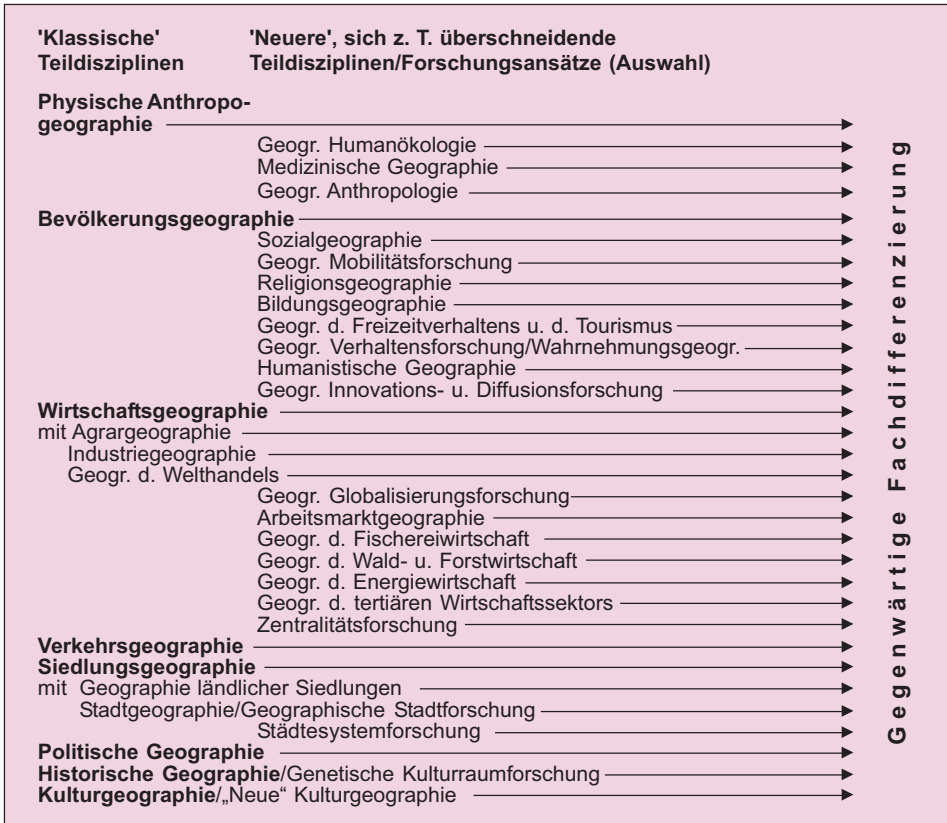 'Klassische' 'Neuere', sich z. T. überschneidende
Teildisziplinen Teildisziplinen/Forschungsansätze (Auswahl)
Physische Anthropo-
geographie
Geogr. Humanökologie
Medizinische Geographie
Geogr. Anthropologie
Bevölkerungsgeographie
Sozialgeographie
Geogr. Mobilitätsforschung
Religionsgeographie
Bildungsgeographie
Geogr. d. Freizeitverhaltens u. d. Tourismus
Geogr. Verhaltensforschung/Wahrnehmungsgeogr.
Humanistische Geographie
Geogr. Innovations- u. Diffusionsforschung
Wirtschaftsgeographie
mit Agrargeographie
Industriegeographie
Geogr. d. Welthandels
Geogr. Globalisierungsforschung
Arbeitsmarktgeographie
Geogr. d. Fischereiwirtschaft
Geogr. d. Wald- u. Forstwirtschaft
Geogr. d. Energiewirtschaft
Geogr. d. tertiären Wirtschaftssektors
Zentralitätsforschung
Verkehrsgeographie
Siedlungsgeographie
mit Geographie ländlicher Siedlungen
Stadtgeographie/Geographische Stadtforschung
Städtesystemforschung
Politische Geographie
Historische Geographie/Genetische Kulturraumforschung
Kulturgeographie/„Neue“ Kulturgeographie
Gegenwärtige Fachdifferenzierung